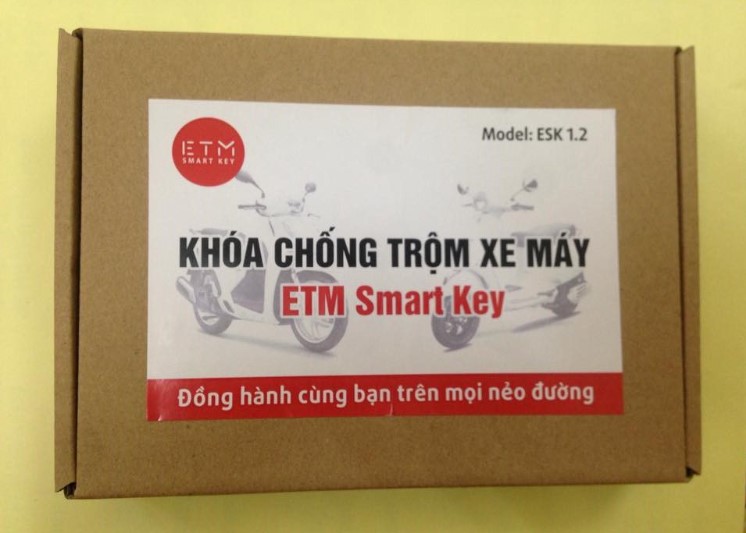 ETM
SMART KEY
Model: ESK 1.2
KHÓA CHỐNG TRỘM XE MÁY
ETM Smart Key
Đồng hành cùng bạn trên mọi nẻo đường